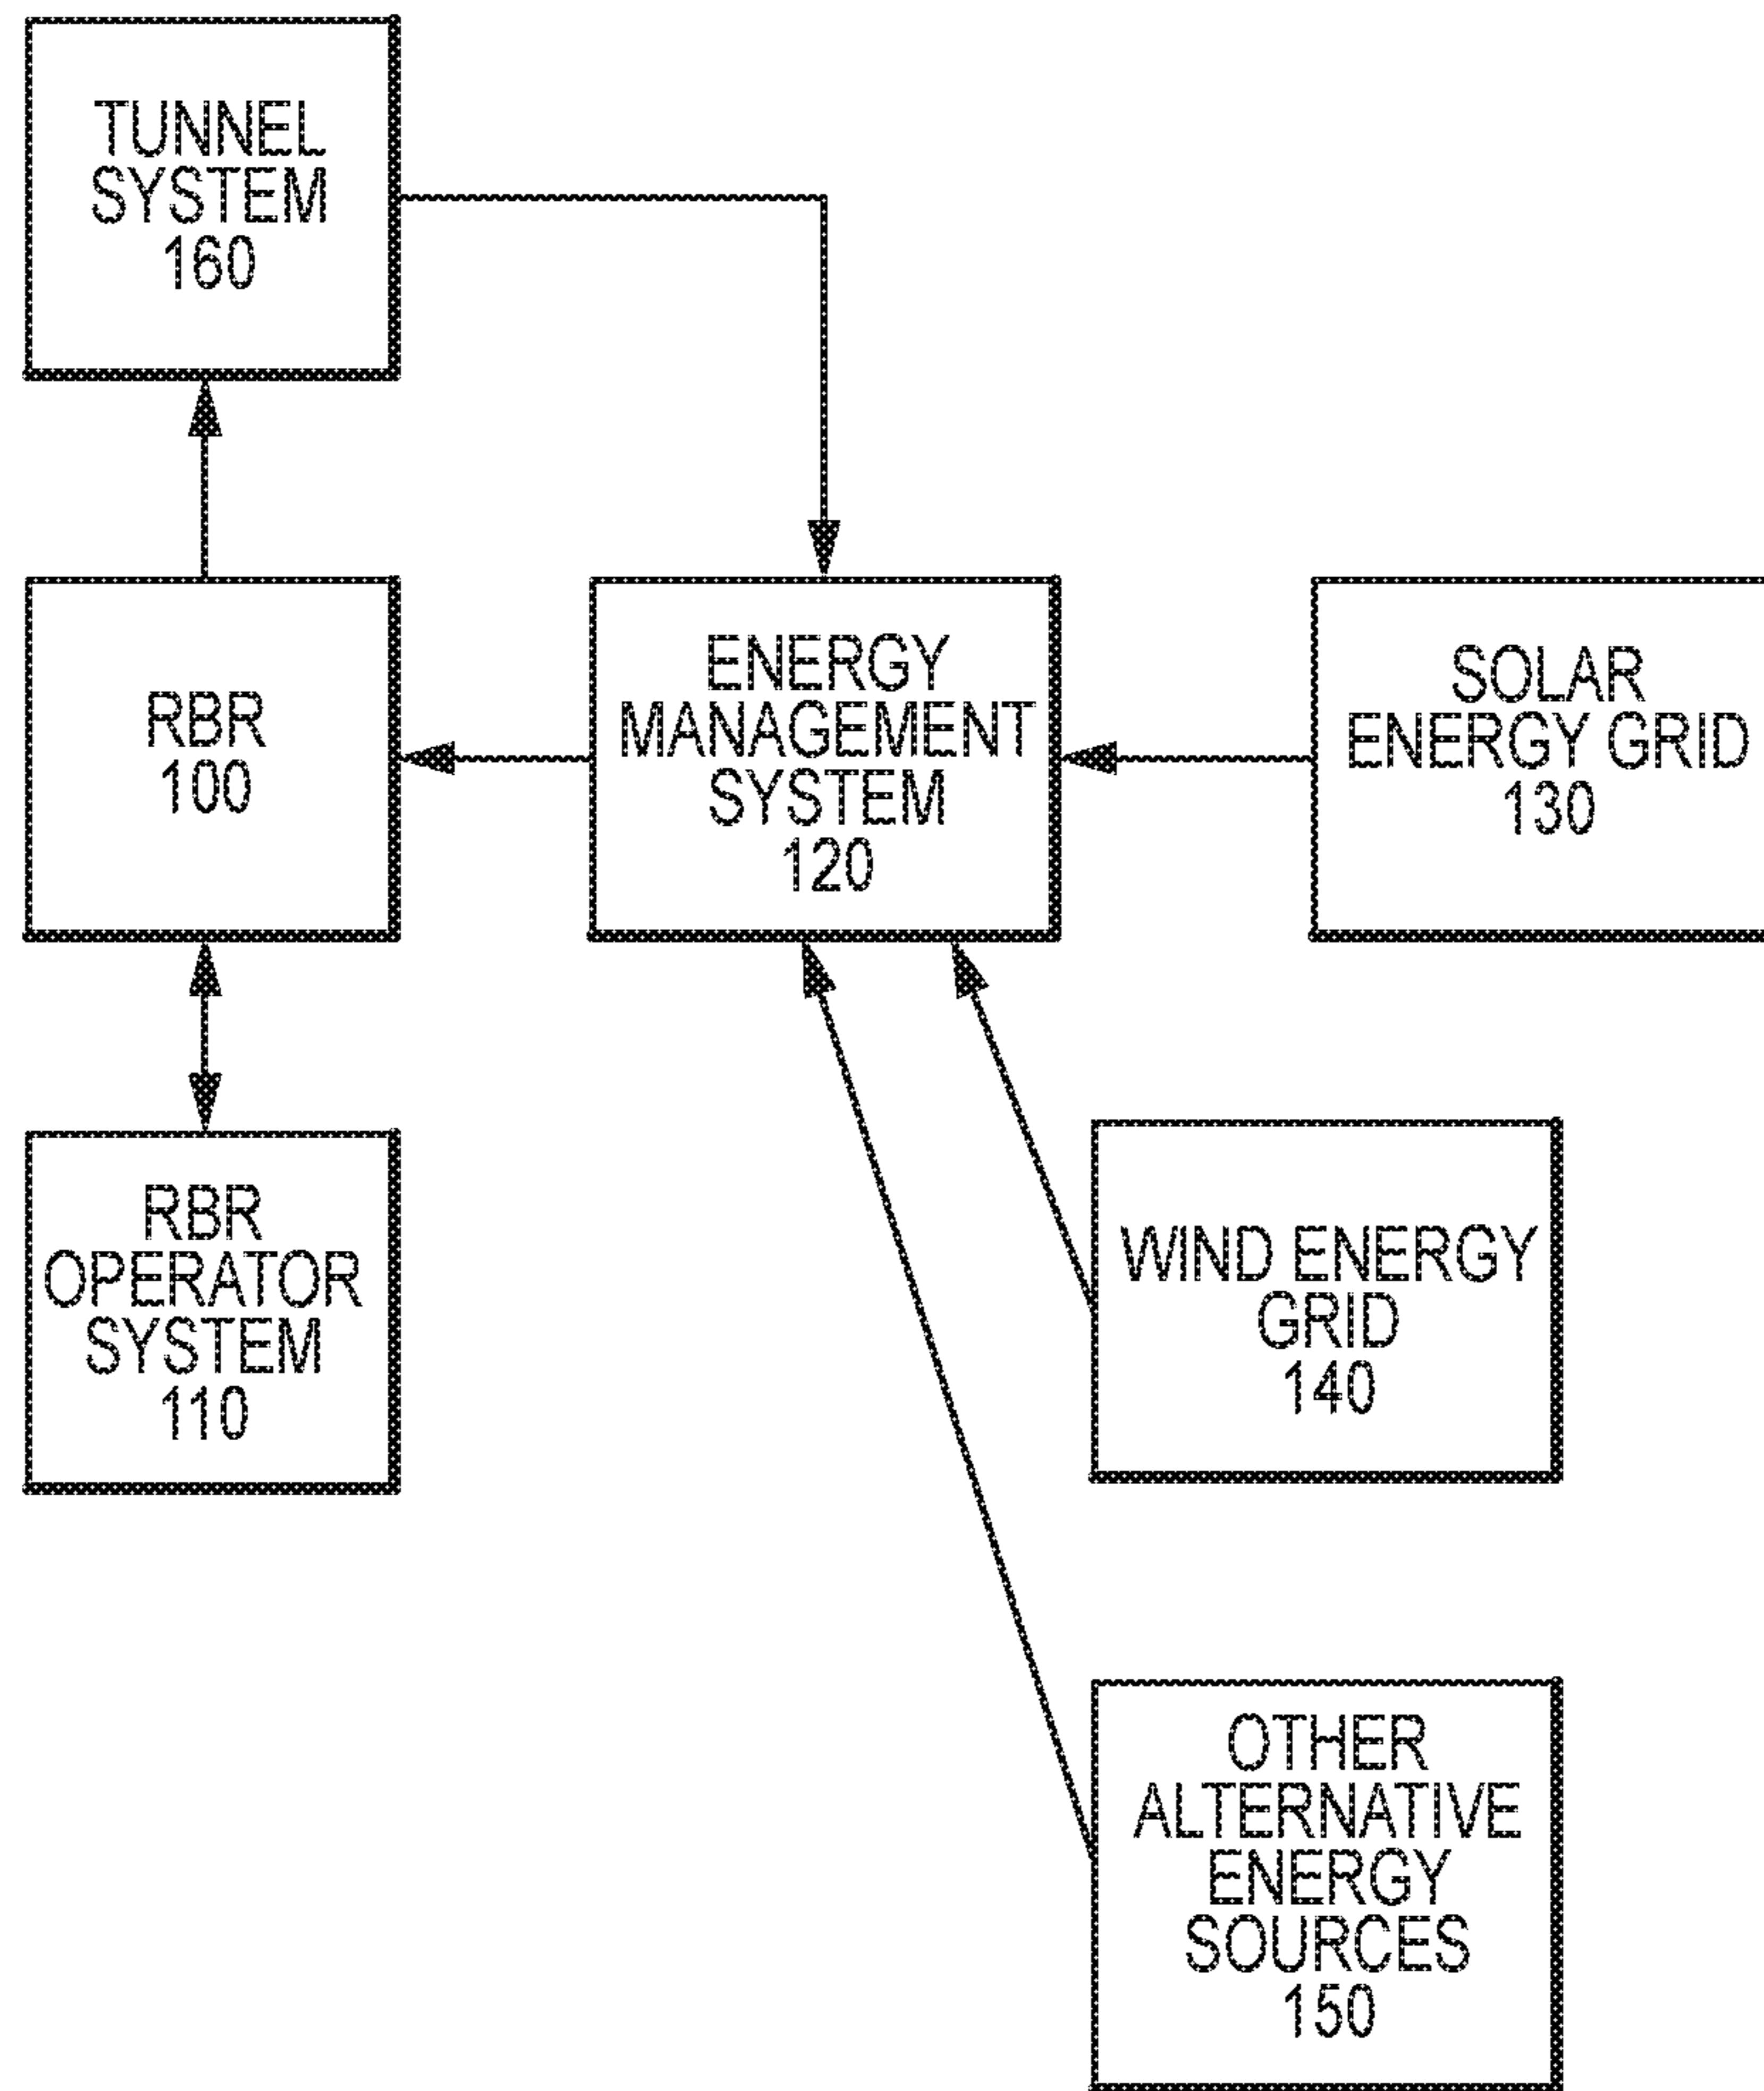 TUNNEL
SYSTEM
160
RBR
100
ENERGY
MANAGEMENT
SYSTEM
120
SOLAR
ENERGY GRID
130
RBR
OPERATOR
SYSTEM
110
WIND ENERGY
GRID
140
OTHER
ALTERNATIVE
ENERGY
SOURCES
150